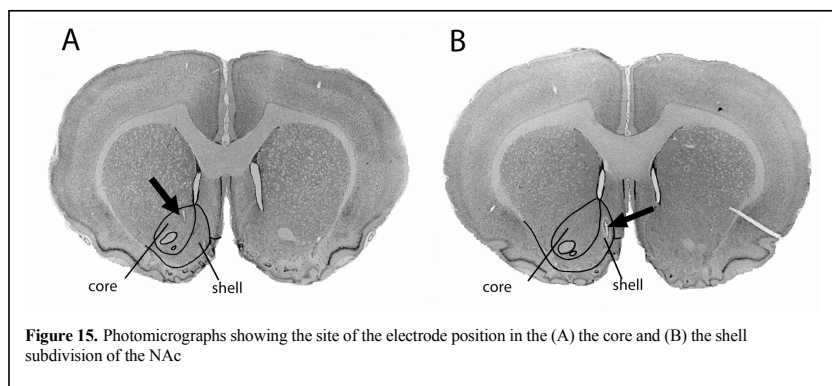 A
B
core
shell
core
shell
Figure 15. Photomicrographs showing the site of the electrode position in the (A) the core and (B) the shell
subdivision of the NAc